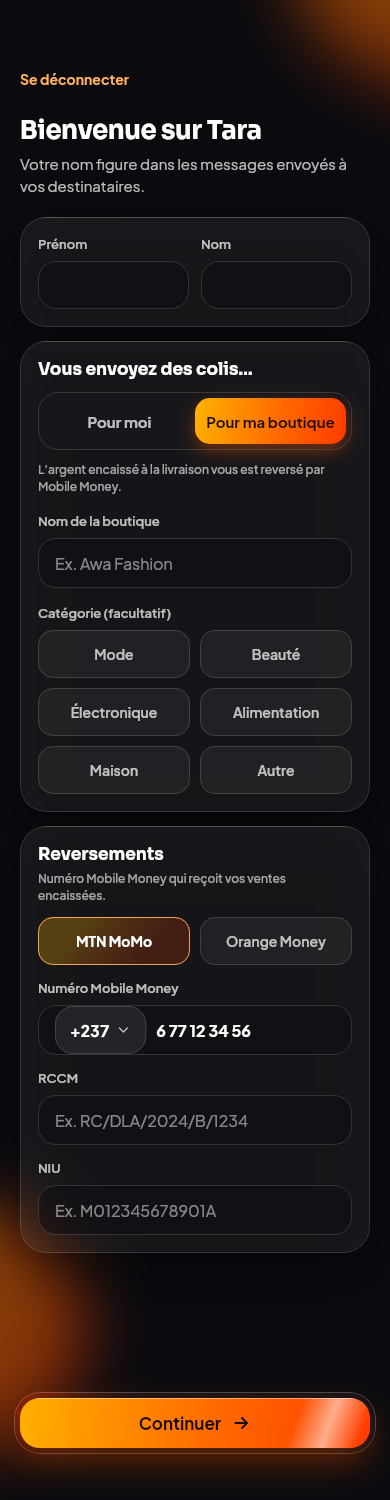 Se déconnecter
Bienvenue sur Tara
Votre nom figure dans les messages envoyés à
vos destinataires.
Prénom
Nom
Vous envoyez des colis...
Pour moi
Pour ma boutique
L'argent encaissé à la livraison vous est reversé par
Mobile Money.
Nom de la boutique
Ex. Awa Fashion
Catégorie (facultatif)
Mode
Beauté
Électronique
Alimentation
Maison
Autre
Reversements
Numéro Mobile Money qui reçoit vos ventes
encaissées.
MTN MoMo
Orange Money
Numéro Mobile Money
+237
6 77 12 34 56
RCCM
Ex. RC/DLA/2024/B/1234
NIU
Ex. M012345678901A
Continuer →